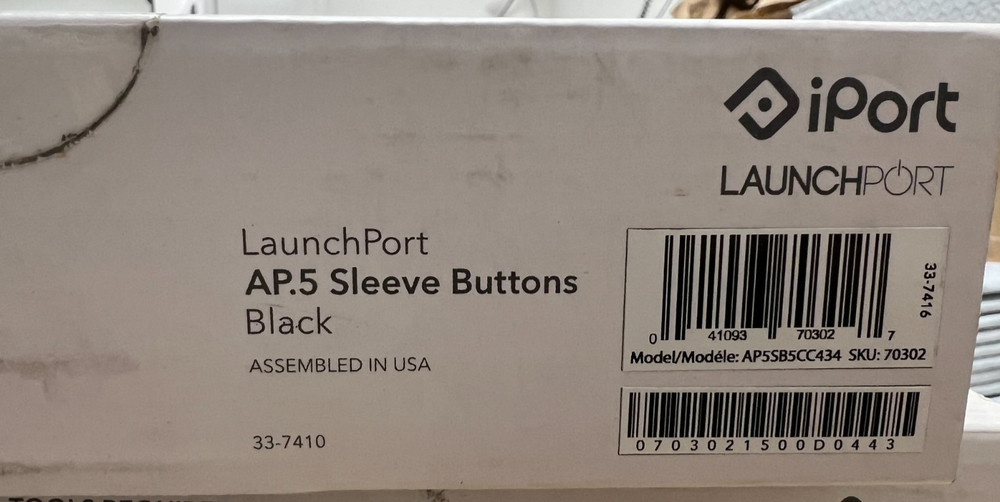 iPort
LAUNCHPORT
LaunchPort
AP.5 Sleeve Buttons
Black
ASSEMBLED IN USA
33-7410
33-7416
0 41093 70302 7
Model/Modéle: AP5SB5CC434 SKU: 70302
0703021500D0443